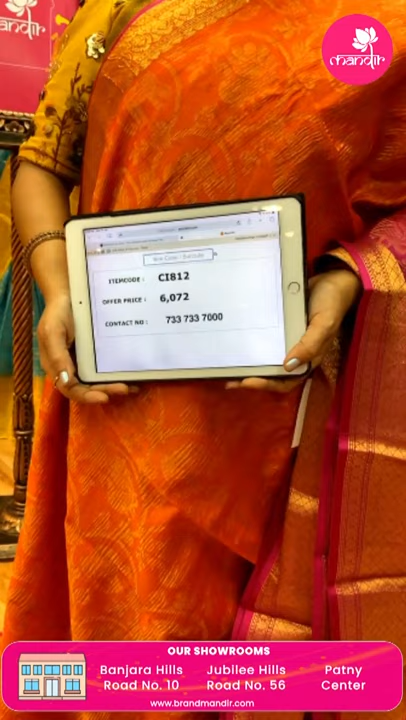 mandir
mandir
ITEMCODE : CI812
OFFER PRICE : 6,072
CONTACT NO : 733 733 7000
OUR SHOWROOMS
Banjara Hills
Road No. 10
Jubilee Hills
Road No. 56
Patny
Center
www.brandmandir.com